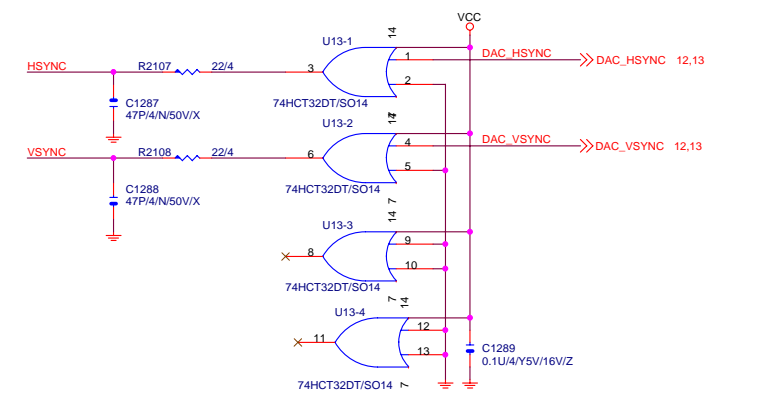 VCC
14
U13-1
DAC_HSYNC
HSYNC
R2107
22/4
3
1
DAC_HSYNC 12,13
2
C1287
47P/4/N/50V/X
74HCT32DT/SO14
7
14
U13-2
DAC_VSYNC
VSYNC
R2108
22/4
6
4
DAC_VSYNC 12,13
5
C1288
47P/4/N/50V/X
74HCT32DT/SO14
7
14
U13-3
8
9
10
74HCT32DT/SO14
7
14
U13-4
11
12
13
C1289
0.1U/4/Y5V/16V/Z
74HCT32DT/SO14
7